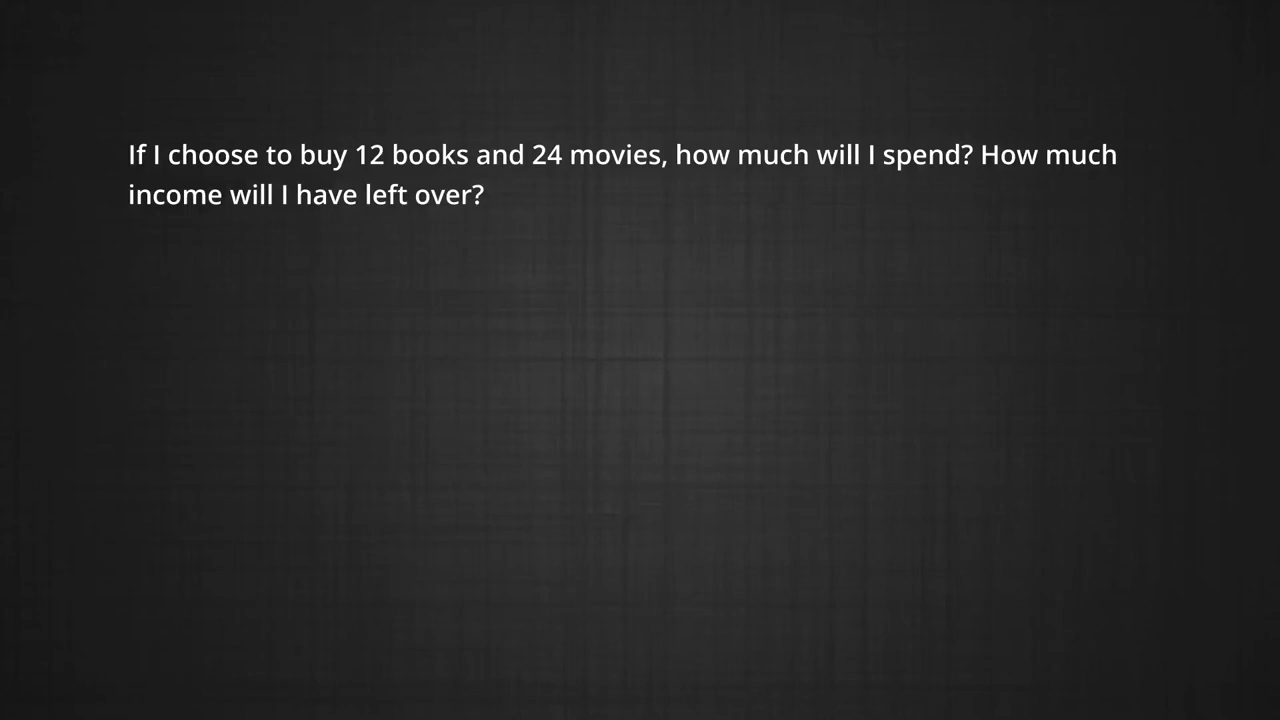 If I choose to buy 12 books and 24 movies, how much will I spend? How much
income will I have left over?